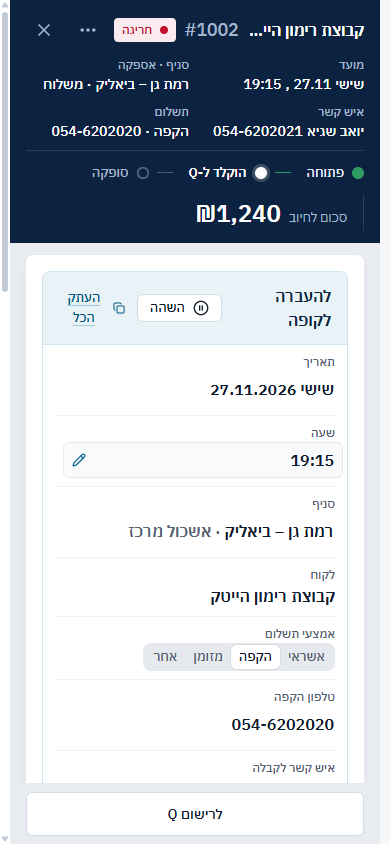 קבוצת רימון היי... #1002 חריגה
מועד
שישי 27.11 , 19:15
סניף · אספקה
רמת גן – ביאליק · משלוח
איש קשר
יואב שגיא 054-6202021
תשלום
הקפה · 054-6202020
פתוחה הוקלד ל-Q סופקה
סכום לחיוב ₪1,240
להעברה
לקופה
השהה
העתק
הכל
תאריך
שישי 27.11.2026
שעה
19:15
סניף
רמת גן – ביאליק · אשכול מרכז
לקוח
קבוצת רימון הייטק
אמצעי תשלום
אשראי הקפה מזומן אחר
טלפון הקפה
054-6202020
איש קשר לקבלה
לרישום Q